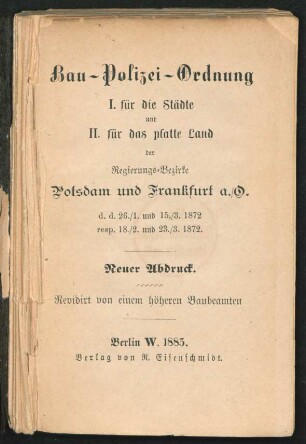 Bau-Polizei-Ordnung
I. für die Städte
und
II. für das platte Land
der
Regierungs-Bezirke
Potsdam und Frankfurt a./O.
d. d. 26./1. und 15./3. 1872
resp. 18./2. und 23./3. 1872.
Neuer Abdruck.
Revidirt von einem höheren Baubeamten
Berlin W. 1885.
Verlag von R. Eisenschmidt.